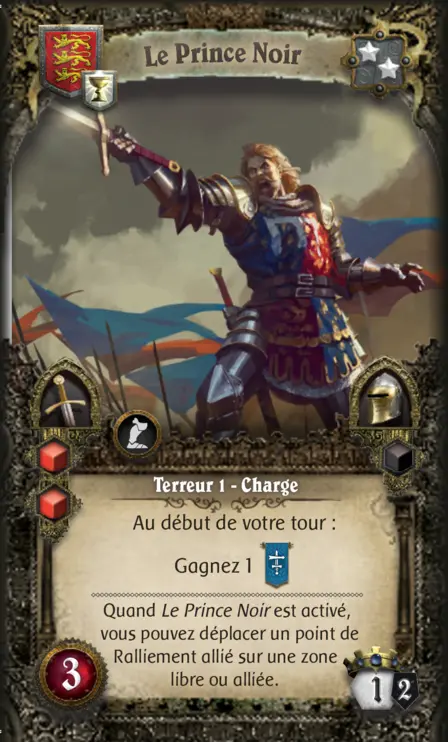 Le Prince Noir
Terreur 1 - Charge
Au début de votre tour :
Gagnez 1
Quand Le Prince Noir est activé,
vous pouvez déplacer un point de
Ralliement allié sur une zone
libre ou alliée.
3
1 2